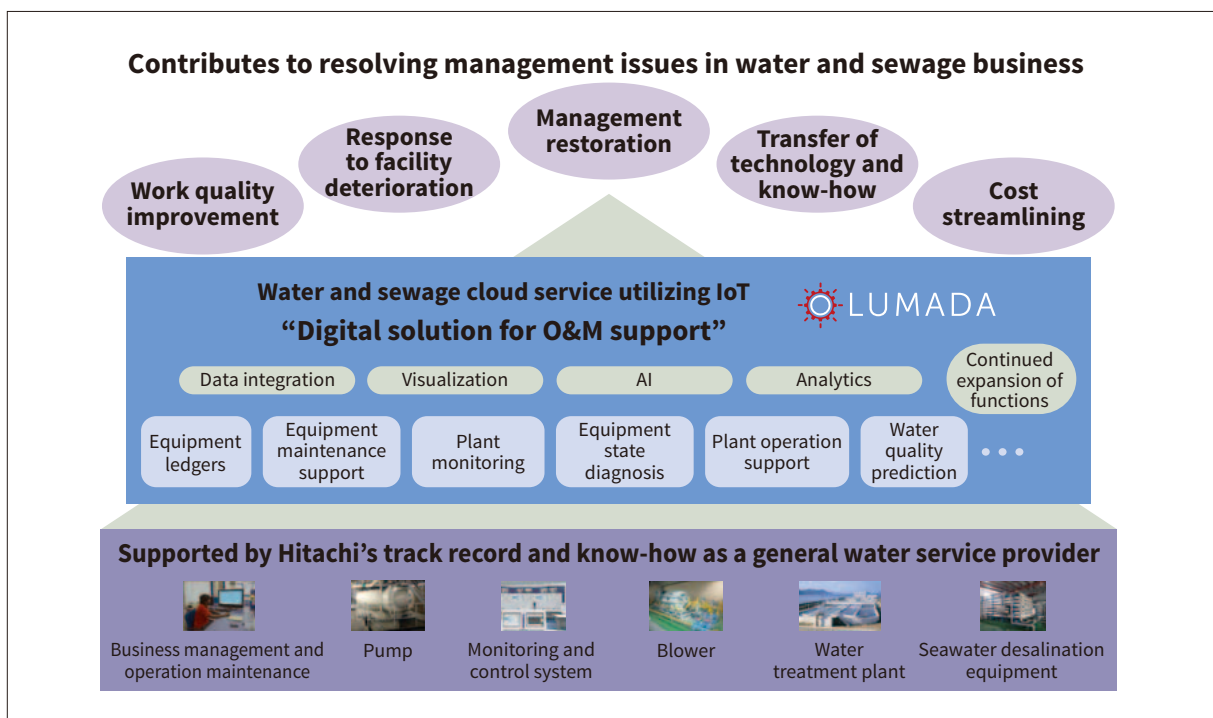 Contributes to resolving management issues in water and sewage business
Management
restoration
Response
to facility
deterioration
Transfer of
technology and
know-how
Work quality
improvement
Cost
streamlining
Water and sewage cloud service utilizing IoT
“Digital solution for O&M support”
LUMADA
Data integration
Visualization
AI
Analytics
Continued
expansion of
functions
Equipment
ledgers
Equipment
maintenance
support
Plant
monitoring
Equipment
state
diagnosis
Plant operation
support
Water
quality
prediction
• • •
Supported by Hitachi’s track record and know-how as a general water service provider
Business management and
operation maintenance
Pump
Monitoring and
control system
Blower
Water
treatment plant
Seawater desalination
equipment